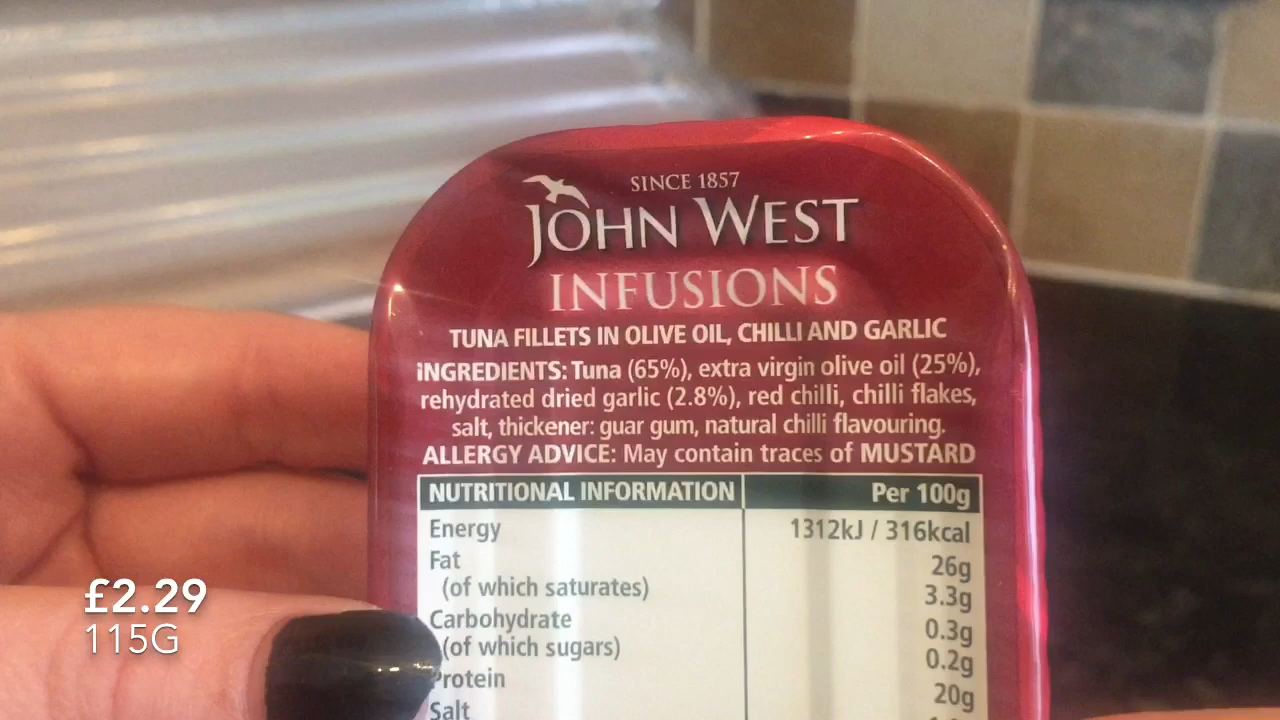 SINCE 1857
JOHN WEST
INFUSIONS
TUNA FILLETS IN OLIVE OIL, CHILLI AND GARLIC
INGREDIENTS: Tuna (65%), extra virgin olive oil (25%),
rehydrated dried garlic (2.8%), red chilli, chilli flakes,
salt, thickener: guar gum, natural chilli flavouring.
ALLERGY ADVICE: May contain traces of MUSTARD
NUTRITIONAL INFORMATION Per 100g
Energy 1312kJ / 316kcal
Fat 26g
(of which saturates) 3.3g
Carbohydrate 0.3g
(of which sugars) 0.2g
Protein 20g
Salt
£2.29
115G